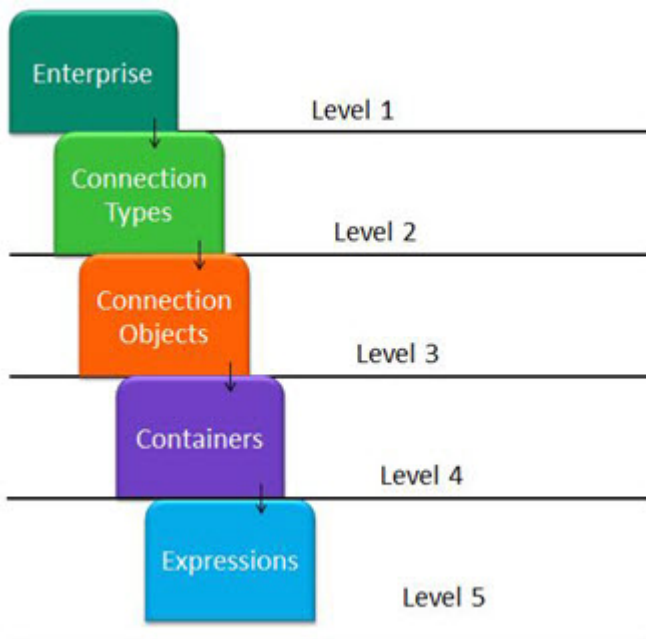 Enterprise
Level 1
Connection
Types
Level 2
Connection
Objects
Level 3
Containers
Level 4
Expressions
Level 5